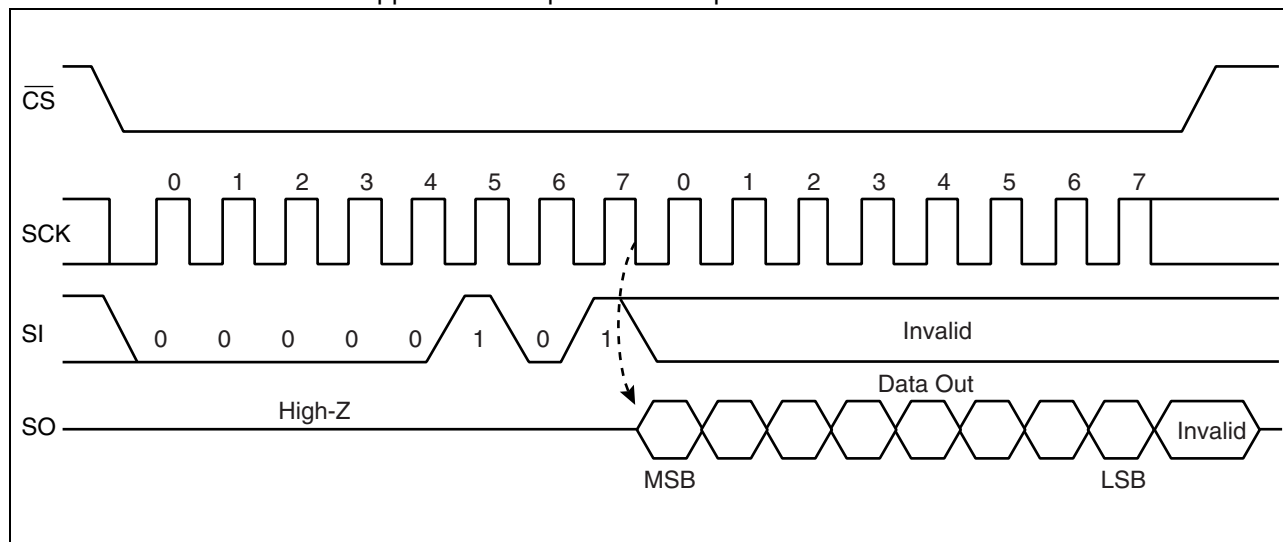 CS
0 1 2 3 4 5 6 7 0 1 2 3 4 5 6 7
SCK
SI 0 0 0 0 0 1 0 1 Invalid
Data Out
High-Z
SO Invalid
MSB LSB